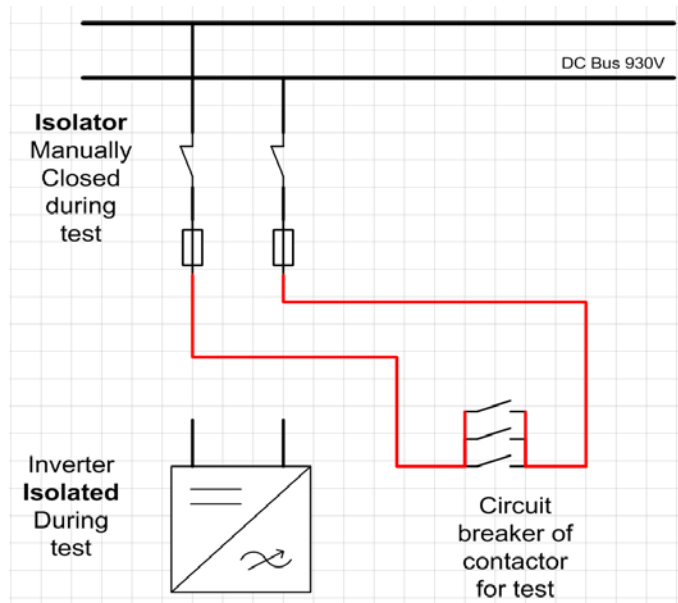 DC Bus 930V
Isolator
Manually
Closed
during
test
Inverter
Isolated
During
test
Circuit
breaker of
contactor
for test